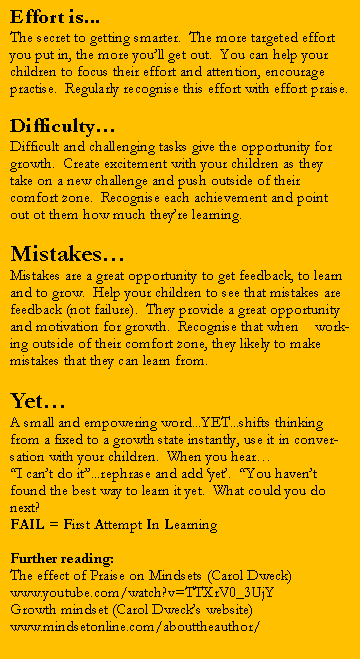 Effort is...
The secret to getting smarter. The more targeted effort
you put in, the more you'll get out. You can help your
children to focus their effort and attention, encourage
practise. Regularly recognise this effort with effort praise.
Difficulty...
Difficult and challenging tasks give the opportunity for
growth. Create excitement with your children as they
take on a new challenge and push outside of their
comfort zone. Recognise each achievement and point
out ot them how much they're learning.
Mistakes...
Mistakes are a great opportunity to get feedback, to learn
and to grow. Help your children to see that mistakes are
feedback (not failure). They provide a great opportunity
and motivation for growth. Recognise that when work-
ing outside of their comfort zone, they likely to make
mistakes that they can learn from.
Yet...
A small and empowering word...YET...shifts thinking
from a fixed to a growth state instantly, use it in conver-
sation with your children. When you hear...
"I can't do it"...rephrase and add 'yet'. "You haven't
found the best way to learn it yet. What could you do
next?
FAIL = First Attempt In Learning
Further reading:
The effect of Praise on Mindsets (Carol Dweck)
www.youtube.com/watch?v=TTXrV0_3UjY
Growth mindset (Carol Dweck's website)
www.mindsetonline.com/abouttheauthor/